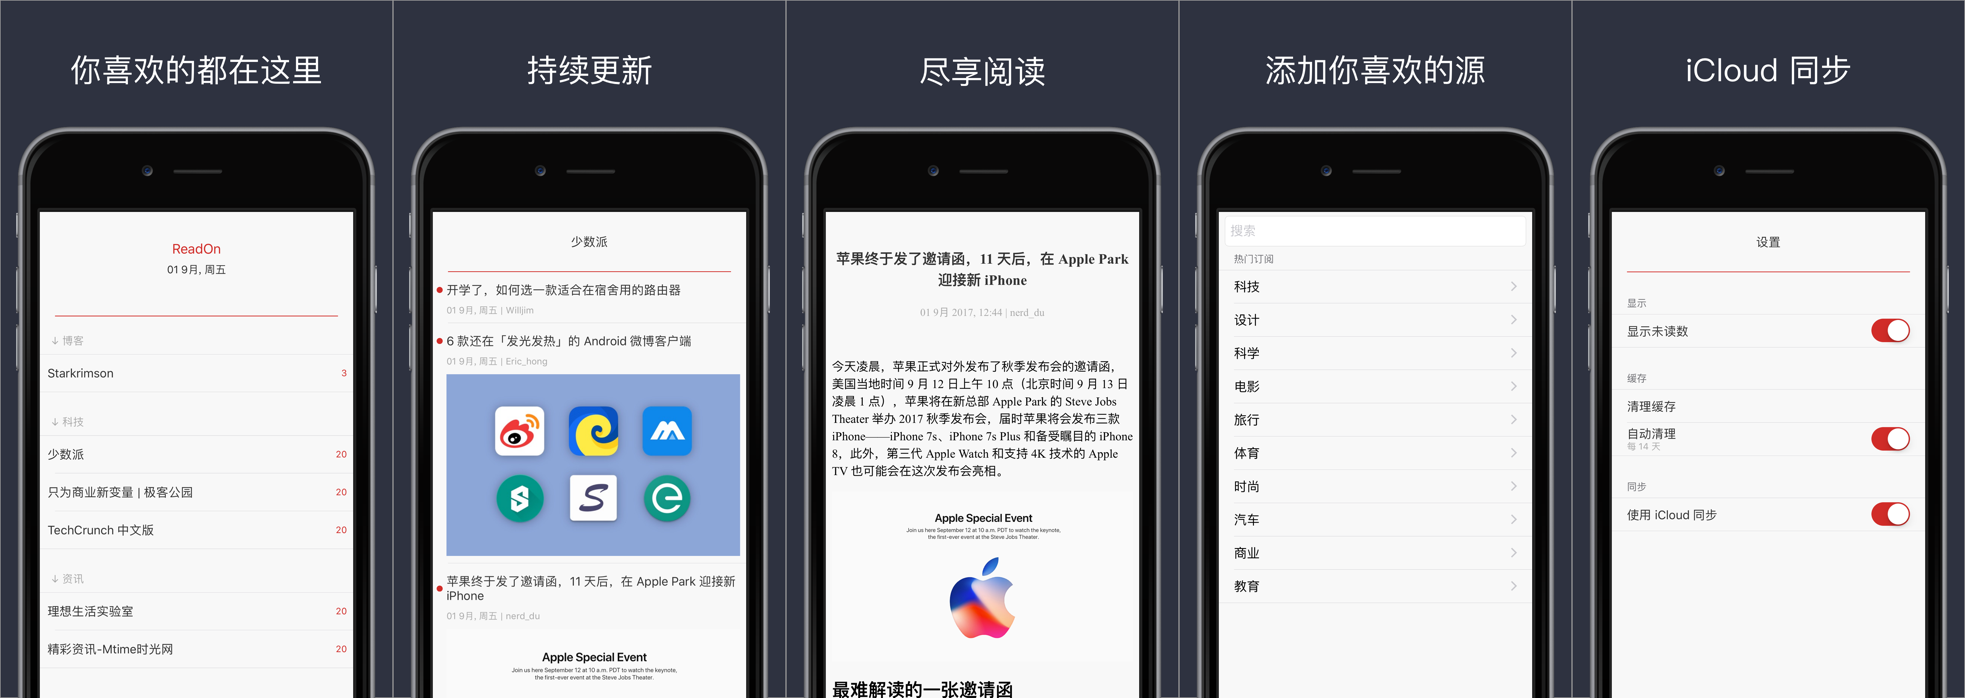 你喜欢的都在这里
ReadOn
01 9月, 周五
↓ 博客
Starkrimson 3
↓ 科技
少数派 20
只为商业新变量 | 极客公园 20
TechCrunch 中文版 20
↓ 资讯
理想生活实验室 20
精彩资讯-Mtime时光网 20
持续更新
少数派
开学了，如何选一款适合在宿舍用的路由器
01 9月, 周五 | Willjim
6 款还在「发光发热」的 Android 微博客户端
01 9月, 周五 | Eric_hong
苹果终于发了邀请函，11 天后，在 Apple Park 迎接新
iPhone
01 9月, 周五 | nerd_du
Apple Special Event
Join us here September 12 at 10 a.m. PDT to watch the keynote,
the first-ever event at the Steve Jobs Theater.
尽享阅读
苹果终于发了邀请函，11 天后，在 Apple Park
迎接新 iPhone
01 9月 2017, 12:44 | nerd_du
今天凌晨，苹果正式对外发布了秋季发布会的邀请函，
美国当地时间 9 月 12 日上午 10 点（北京时间 9 月 13 日
凌晨 1 点），苹果将在新总部 Apple Park 的 Steve Jobs
Theater 举办 2017 秋季发布会，届时苹果将会发布三款
iPhone——iPhone 7s、iPhone 7s Plus 和备受瞩目的 iPhone
8，此外，第三代 Apple Watch 和支持 4K 技术的 Apple
TV 也可能会在这次发布会亮相。
Apple Special Event
Join us here September 12 at 10 a.m. PDT to watch the keynote,
the first-ever event at the Steve Jobs Theater.
最难解读的一张邀请函
添加你喜欢的源
搜索
热门订阅
科技
设计
科学
电影
旅行
体育
时尚
汽车
商业
教育
iCloud 同步
设置
显示
显示未读数
缓存
清理缓存
自动清理
每 14 天
同步
使用 iCloud 同步